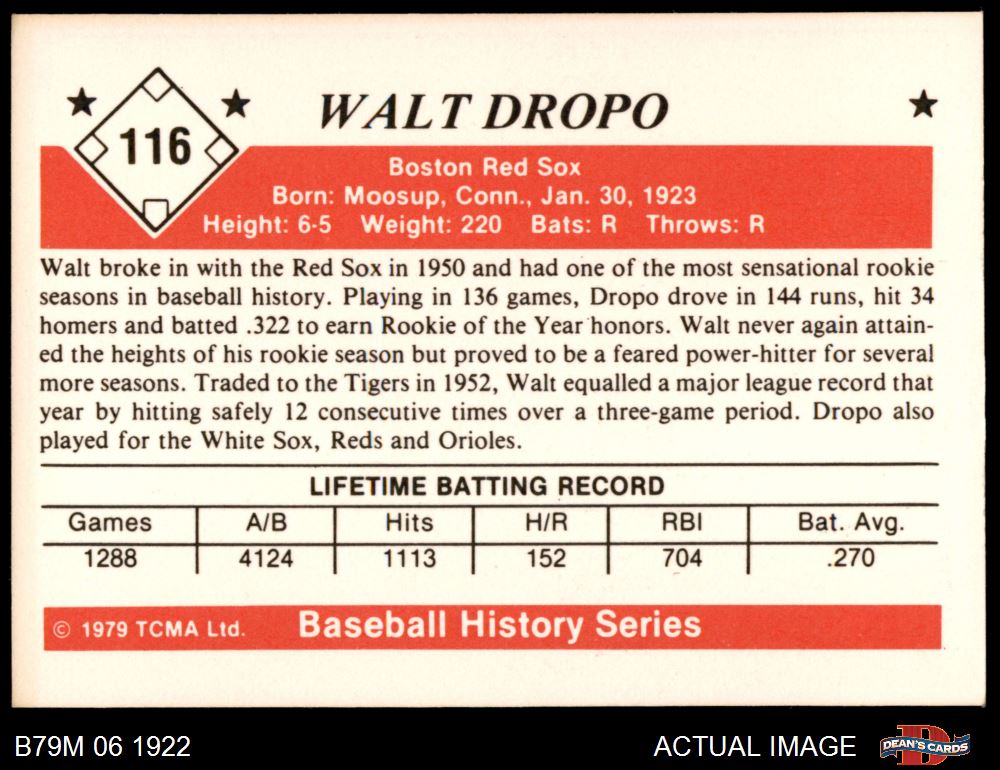 116
WALT DROPO
Boston Red Sox
Born: Moosup, Conn., Jan. 30, 1923
Height: 6-5 Weight: 220 Bats: R Throws: R
Walt broke in with the Red Sox in 1950 and had one of the most sensational rookie
seasons in baseball history. Playing in 136 games, Dropo drove in 144 runs, hit 34
homers and batted .322 to earn Rookie of the Year honors. Walt never again attain-
ed the heights of his rookie season but proved to be a feared power-hitter for several
more seasons. Traded to the Tigers in 1952, Walt equalled a major league record that
year by hitting safely 12 consecutive times over a three-game period. Dropo also
played for the White Sox, Reds and Orioles.
LIFETIME BATTING RECORD
Games A/B Hits H/R RBI Bat. Avg.
1288 4124 1113 152 704 .270
© 1979 TCMA Ltd. Baseball History Series
B79M 06 1922 ACTUAL IMAGE DEAN'S CARDS